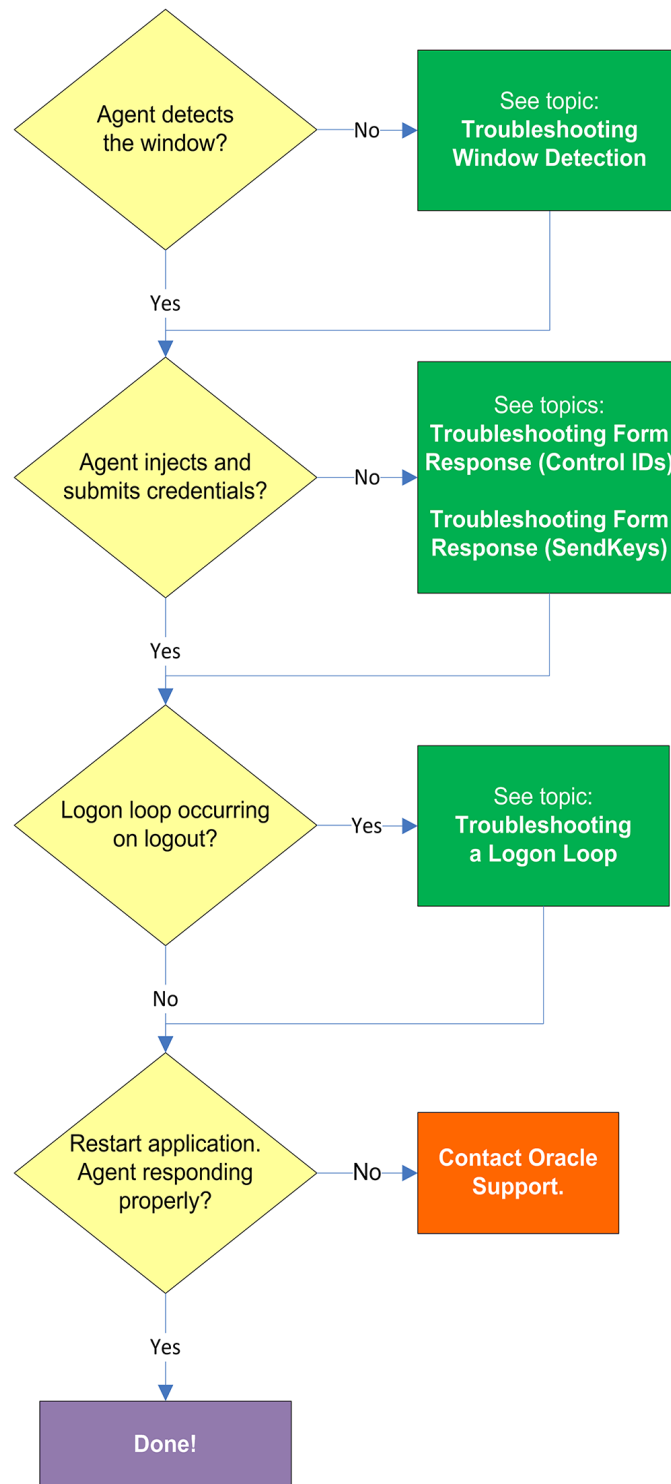 Agent detects
the window?
No
See topic:
Troubleshooting
Window Detection
Yes
Agent injects and
submits credentials?
No
See topics:
Troubleshooting Form
Response (Control IDs)
Troubleshooting Form
Response (SendKeys)
Yes
Logon loop occurring
on logout?
Yes
See topic:
Troubleshooting
a Logon Loop
No
Restart application.
Agent responding
properly?
No
Contact Oracle
Support.
Yes
Done!